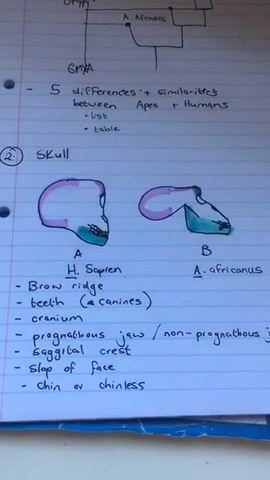 A. Afarensis
6MYA
- 5 differences + similarities
between Apes + Humans
• list
• table
② Skull
A
B
H. Sapien
A. africanus
- Brow ridge
- teeth (& canines)
- cranium
- prognathous jaw / non-prognathous j
- saggital crest
- slop of face
- chin or chinless